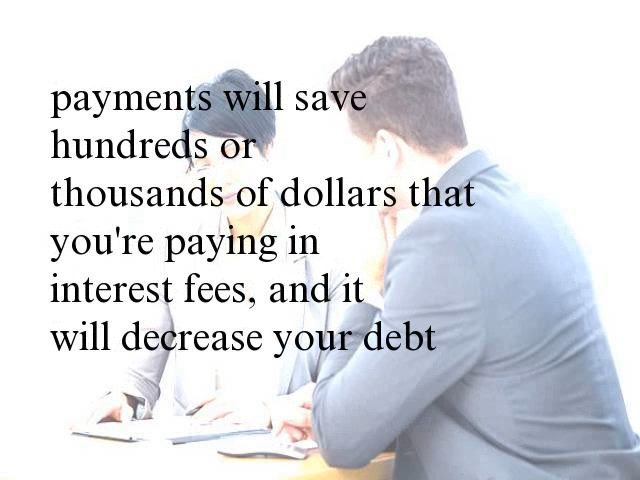 payments will save
hundreds or
thousands of dollars that
you're paying in
interest fees, and it
will decrease your debt